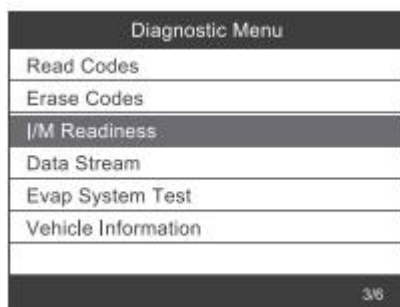 Diagnostic Menu
Read Codes
Erase Codes
I/M Readiness
Data Stream
Evap System Test
Vehicle Information
3/6